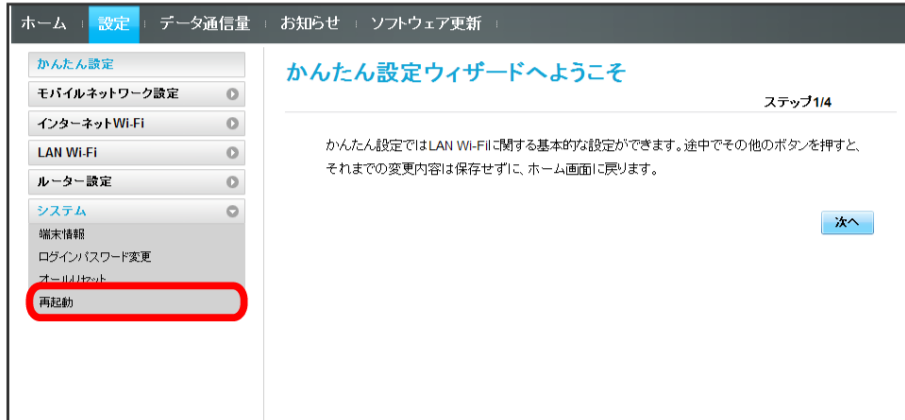 ホーム 設定 データ通信量 お知らせ ソフトウェア更新
かんたん設定
モバイルネットワーク設定
インターネットWi-Fi
LAN Wi-Fi
ルーター設定
システム
端末情報
ログインパスワード変更
オールリセット
再起動
かんたん設定ウィザードへようこそ
ステップ1/4
かんたん設定ではLAN Wi-Fiに関する基本的な設定ができます。途中でその他のボタンを押すと、
それまでの変更内容は保存せずに、ホーム画面に戻ります。
次へ